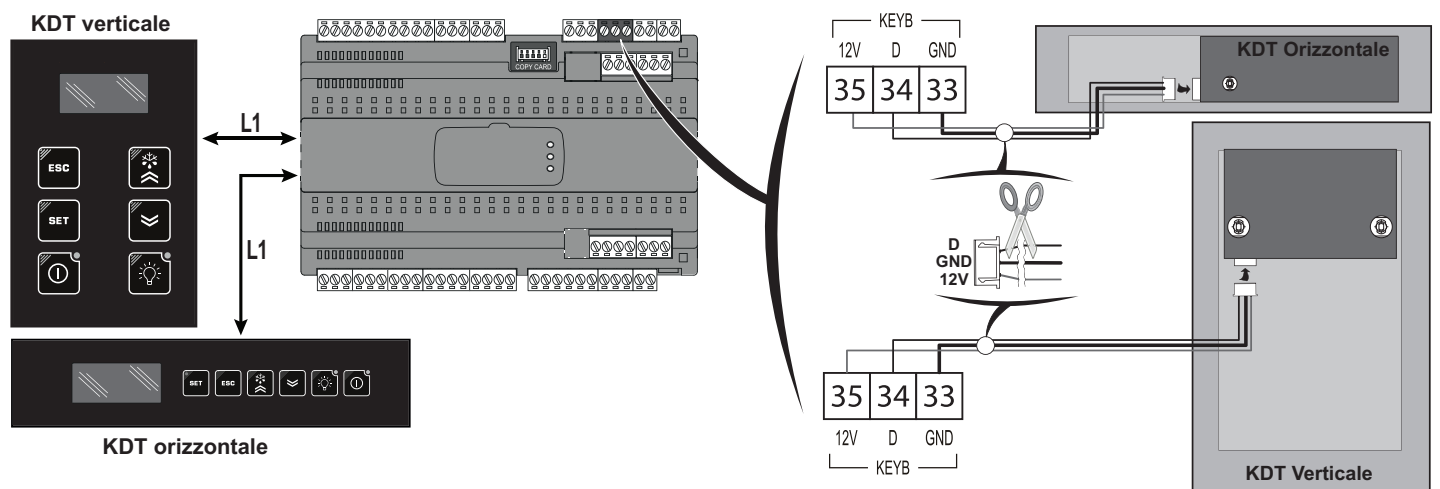 KDT verticale
ESC
SET
L1
L1
COPY CARD
SET ESC
KDT orizzontale
KEYB
12V D GND
35 34 33
KDT Orizzontale
D
GND
12V
35 34 33
12V D GND
KEYB
KDT Verticale